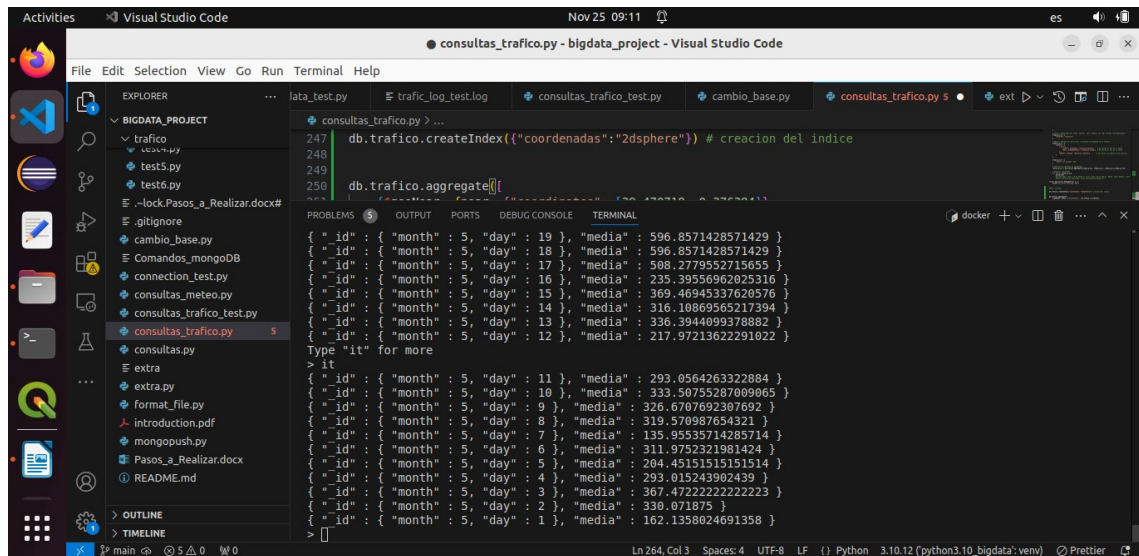 Activities
Visual Studio Code
Nov 25 09:11
es
consultas_trafico.py - bigdata_project - Visual Studio Code
File Edit Selection View Go Run Terminal Help
EXPLORER
lata_test.py
trafic_log_test.log
consultas_trafico_test.py
cambio_base.py
consultas_trafico.py 5
ext
BIGDATA_PROJECT
trafico
test4.py
test5.py
test6.py
.~lock.Pasos_a_Realizar.docx#
.gitignore
cambio_base.py
Comandos_mongoDB
connection_test.py
consultas_meteo.py
consultas_trafico_test.py
consultas_trafico.py 5
consultas.py
extra
extra.py
format_file.py
introduction.pdf
mongopush.py
Pasos_a_Realizar.docx
README.md
OUTLINE
TIMELINE
consultas_trafico.py > ...
247 db.trafico.createIndex({"coordenadas":"2dsphere"}) # creacion del indice
248
249
250 db.trafico.aggregate([
PROBLEMS 5 OUTPUT PORTS DEBUG CONSOLE TERMINAL
docker
{ "_id" : { "month" : 5, "day" : 19 }, "media" : 596.8571428571429 }
{ "_id" : { "month" : 5, "day" : 18 }, "media" : 596.8571428571429 }
{ "_id" : { "month" : 5, "day" : 17 }, "media" : 508.2779552715655 }
{ "_id" : { "month" : 5, "day" : 16 }, "media" : 235.39556962025316 }
{ "_id" : { "month" : 5, "day" : 15 }, "media" : 369.46945337620576 }
{ "_id" : { "month" : 5, "day" : 14 }, "media" : 316.10869565217394 }
{ "_id" : { "month" : 5, "day" : 13 }, "media" : 336.3944099378882 }
{ "_id" : { "month" : 5, "day" : 12 }, "media" : 217.97213622291022 }
Type "it" for more
> it
{ "_id" : { "month" : 5, "day" : 11 }, "media" : 293.0564263322884 }
{ "_id" : { "month" : 5, "day" : 10 }, "media" : 333.50755287009065 }
{ "_id" : { "month" : 5, "day" : 9 }, "media" : 326.6707692307692 }
{ "_id" : { "month" : 5, "day" : 8 }, "media" : 319.570987654321 }
{ "_id" : { "month" : 5, "day" : 7 }, "media" : 135.95535714285714 }
{ "_id" : { "month" : 5, "day" : 6 }, "media" : 311.9752321981424 }
{ "_id" : { "month" : 5, "day" : 5 }, "media" : 204.45151515151514 }
{ "_id" : { "month" : 5, "day" : 4 }, "media" : 293.015243902439 }
{ "_id" : { "month" : 5, "day" : 3 }, "media" : 367.47222222222223 }
{ "_id" : { "month" : 5, "day" : 2 }, "media" : 330.071875 }
{ "_id" : { "month" : 5, "day" : 1 }, "media" : 162.1358024691358 }
>
main 5 0 0 Ln 264, Col 3 Spaces: 4 UTF-8 LF {} Python 3.10.12 ('python3.10_bigdata': venv) Prettier